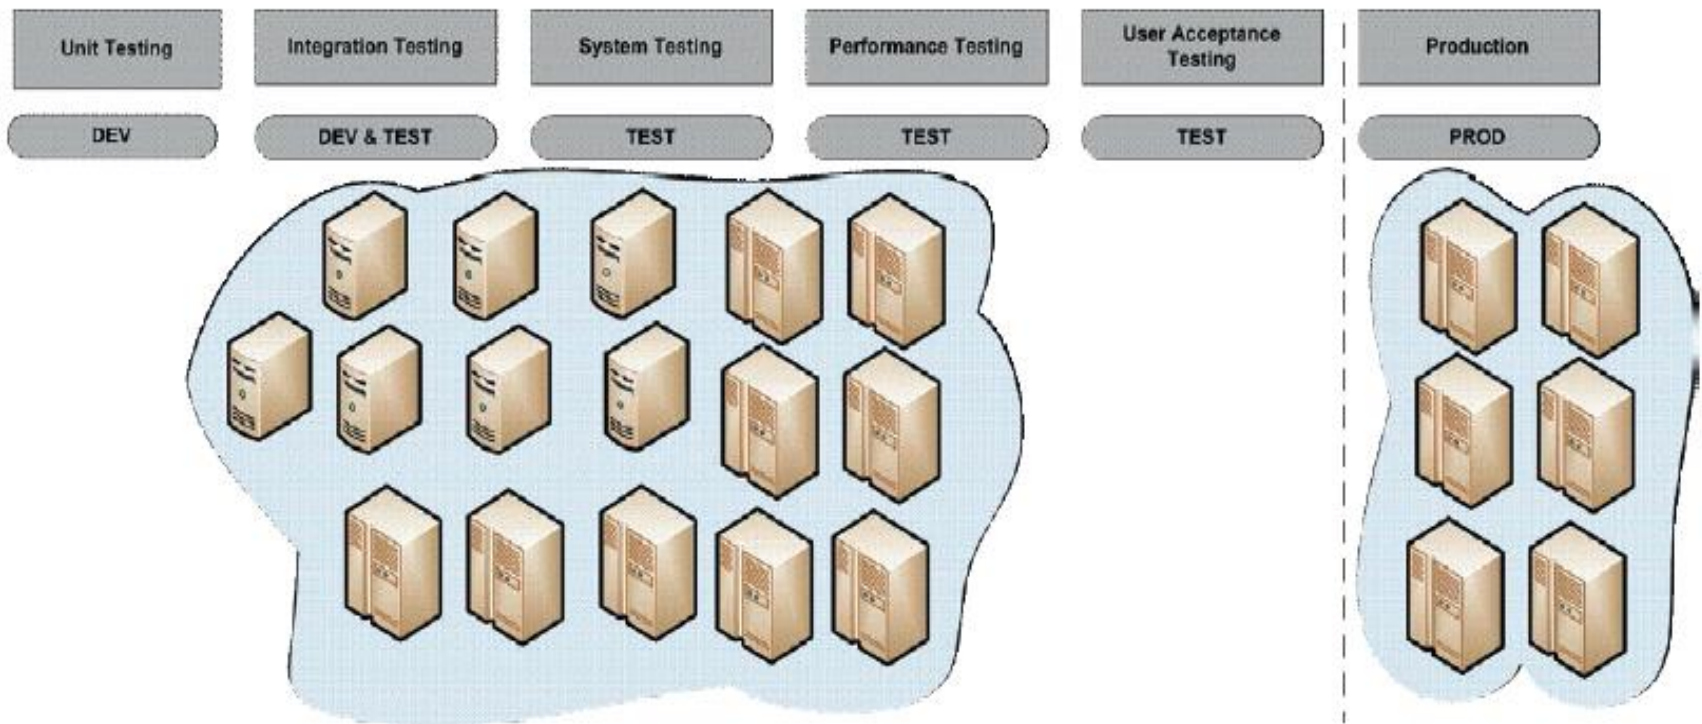 Unit Testing
Integration Testing
System Testing
Performance Testing
User Acceptance
Testing
Production
DEV
DEV & TEST
TEST
TEST
TEST
PROD